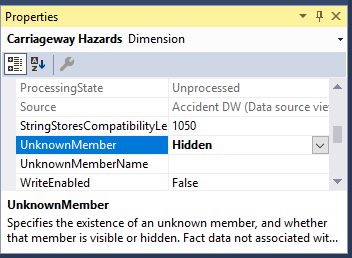 Properties
Carriageway Hazards Dimension
ProcessingState Unprocessed
Source Accident DW (Data source vie
StringStoresCompatibilityLe 1050
UnknownMember Hidden
UnknownMemberName
WriteEnabled False
UnknownMember
Specifies the existence of an unknown member, and whether
that member is visible or hidden. Fact data not associated wit...